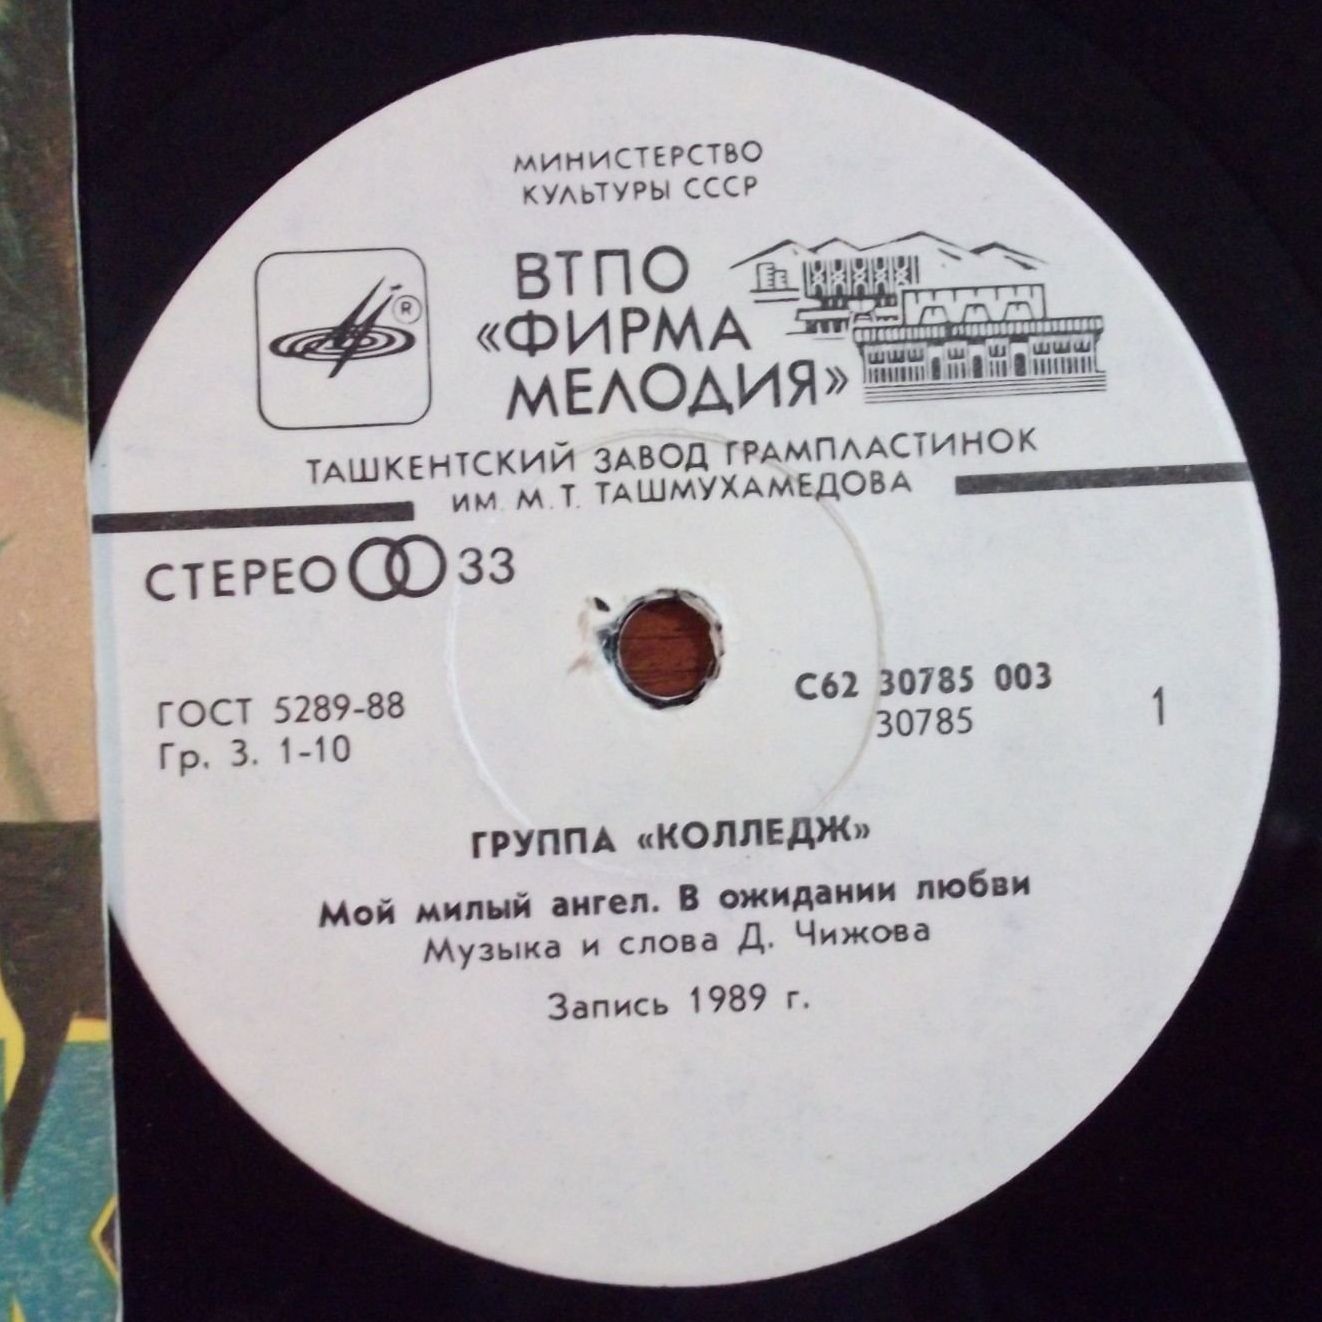 МИНИСТЕРСТВО
КУЛЬТУРЫ СССР
ВТПО
«ФИРМА
МЕЛОДИЯ»
®
ТАШКЕНТСКИЙ ЗАВОД ГРАМПЛАСТИНОК
ИМ. М. Т. ТАШМУХАМЕДОВА
СТЕРЕО 33
ГОСТ 5289-88
Гр. 3. 1-10
С62 30785 003
30785
1
ГРУППА «КОЛЛЕДЖ»
Мой милый ангел. В ожидании любви
Музыка и слова Д. Чижова
Запись 1989 г.